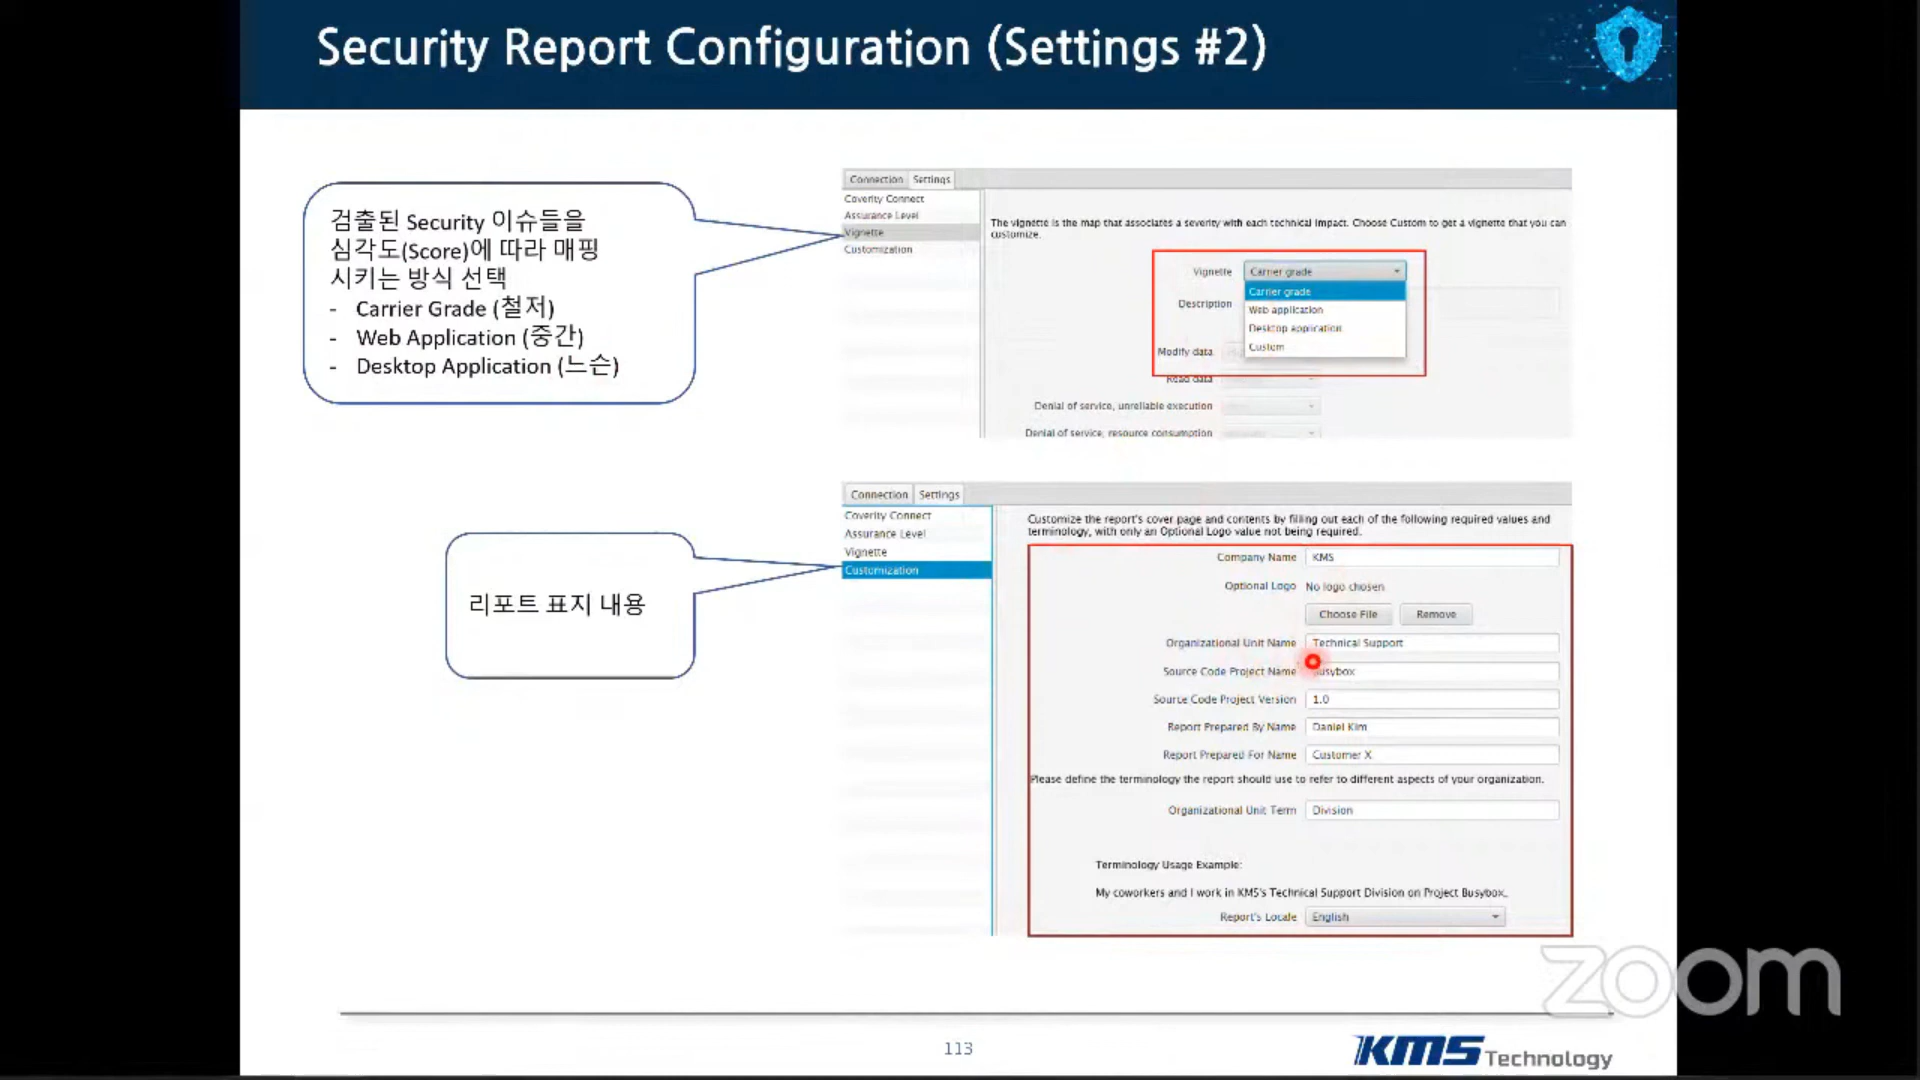 Security Report Configuration (Settings #2)
검출된 Security 이슈들을
심각도(Score)에 따라 매핑
시키는 방식 선택
- Carrier Grade (철저)
- Web Application (중간)
- Desktop Application (느슨)
Connection Settings
Coverity Connect
Assurance Level
Vignette
Customization
The vignette is the map that associates a severity with each technical impact. Choose Custom to get a vignette that you can
customize.
Vignette Carrier grade
Carrier grade
Description
Web application
Desktop application
Custom
Modify data
Read data
Denial of service, unreliable execution
Denial of service, resource consumption
리포트 표지 내용
Connection Settings
Coverity Connect
Assurance Level
Vignette
Customization
Customize the report's cover page and contents by filling out each of the following required values and
terminology, with only an Optional Logo value not being required.
Company Name KMS
Optional Logo No logo chosen
Choose File Remove
Organizational Unit Name Technical Support
Source Code Project Name usybox
Source Code Project Version 1.0
Report Prepared By Name Daniel Kim
Report Prepared For Name Customer X
Please define the terminology the report should use to refer to different aspects of your organization.
Organizational Unit Term Division
Terminology Usage Example:
My coworkers and I work in KMS's Technical Support Division on Project Busybox.
Report's Locale English
zoom
113
KMS Technology